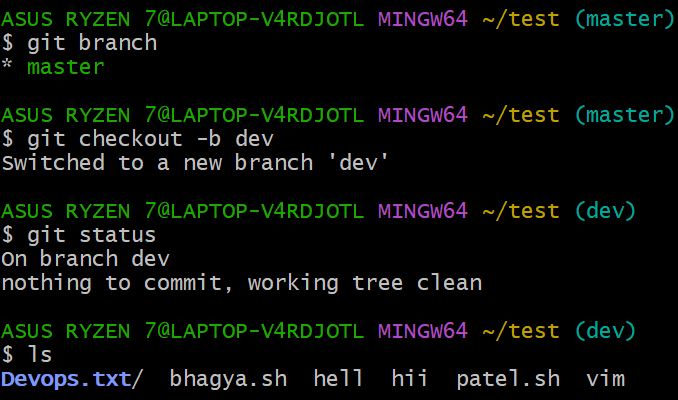 ASUS RYZEN 7@LAPTOP-V4RDJOTL MINGW64 ~/test (master)
$ git branch
* master
ASUS RYZEN 7@LAPTOP-V4RDJOTL MINGW64 ~/test (master)
$ git checkout -b dev
Switched to a new branch 'dev'
ASUS RYZEN 7@LAPTOP-V4RDJOTL MINGW64 ~/test (dev)
$ git status
On branch dev
nothing to commit, working tree clean
ASUS RYZEN 7@LAPTOP-V4RDJOTL MINGW64 ~/test (dev)
$ ls
Devops.txt/  bhagya.sh  hell  hii  patel.sh  vim